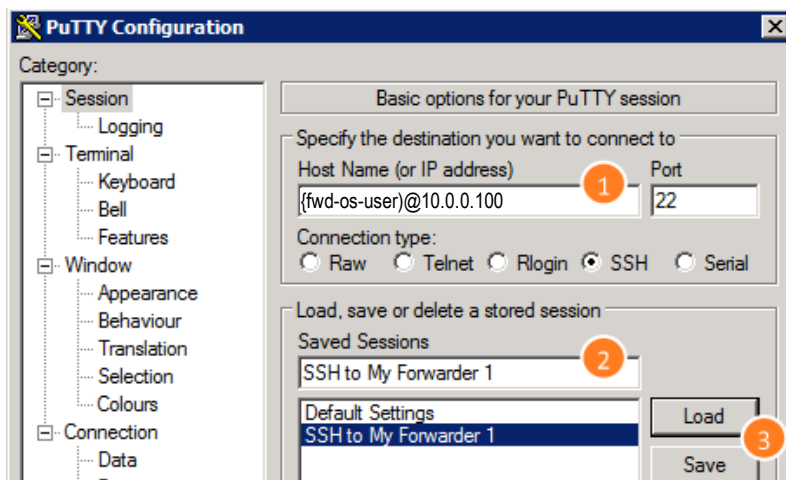 PuTTY Configuration
Category:
Session
Logging
Terminal
Keyboard
Bell
Features
Window
Appearance
Behaviour
Translation
Selection
Colours
Connection
Data
Basic options for your PuTTY session
Specify the destination you want to connect to
Host Name (or IP address) Port
1
{fwd-os-user)@10.0.0.100 22
Connection type:
Raw Telnet Rlogin SSH Serial
Load, save or delete a stored session
Saved Sessions
2
SSH to My Forwarder 1
Default Settings
SSH to My Forwarder 1
Load
3
Save